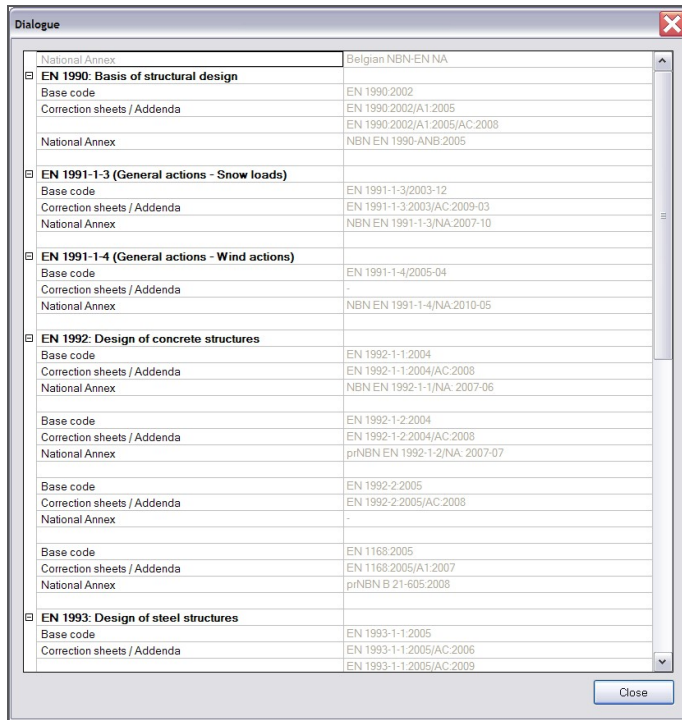 Dialogue
National Annex Belgian NBN-EN NA
EN 1990: Basis of structural design
Base code EN 1990:2002
Correction sheets / Addenda EN 1990:2002/A1:2005
EN 1990:2002/A1:2005/AC:2008
National Annex NBN EN 1990-ANB:2005
EN 1991-1-3 (General actions - Snow loads)
Base code EN 1991-1-3/2003-12
Correction sheets / Addenda EN 1991-1-3:2003/AC:2009-03
National Annex NBN EN 1991-1-3/NA:2007-10
EN 1991-1-4 (General actions - Wind actions)
Base code EN 1991-1-4/2005-04
Correction sheets / Addenda -
National Annex NBN EN 1991-1-4/NA:2010-05
EN 1992: Design of concrete structures
Base code EN 1992-1-1:2004
Correction sheets / Addenda EN 1992-1-1:2004/AC:2008
National Annex NBN EN 1992-1-1/NA: 2007-06
Base code EN 1992-1-2:2004
Correction sheets / Addenda EN 1992-1-2:2004/AC:2008
National Annex prNBN EN 1992-1-2/NA: 2007-07
Base code EN 1992-2:2005
Correction sheets / Addenda EN 1992-2:2005/AC:2008
National Annex -
Base code EN 1168:2005
Correction sheets / Addenda EN 1168:2005/A1:2007
National Annex prNBN B 21-605:2008
EN 1993: Design of steel structures
Base code EN 1993-1-1:2005
Correction sheets / Addenda EN 1993-1-1:2005/AC:2006
EN 1993-1-1:2005/AC:2009
Close